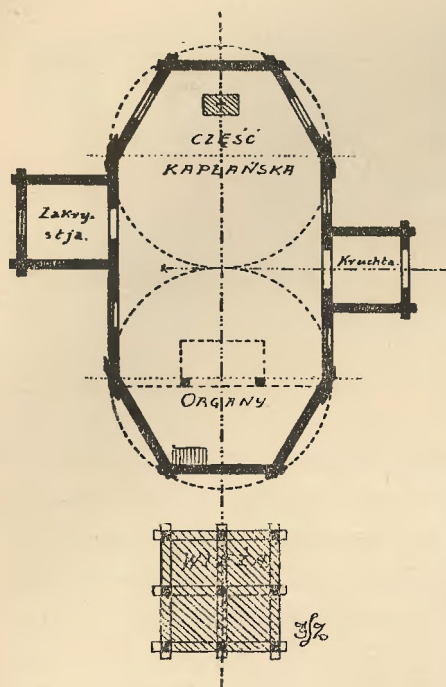 CZĘŚĆ
KAPŁAŃSKA
Zakry-
stja.
Kruchta.
ORGANY
WIEŻA